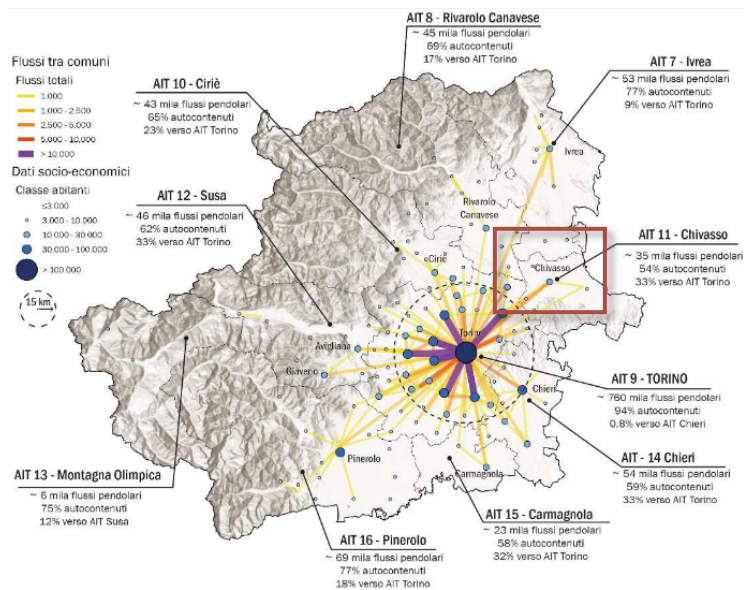 Flussi tra comuni
Flussi totali
1.000
1.000 - 2.500
2.500 - 5.000
5.000 - 10.000
> 10.000
Dati socio-economici
Classe abitanti
≤3.000
3.000 - 10.000
10.000 - 30.000
30.000 - 100.000
> 100.000
15 km
AIT 8 - Rivarolo Canavese
~ 45 mila flussi pendolari
69% autocontenuti
17% verso AIT Torino
AIT 7 - Ivrea
~ 53 mila flussi pendolari
77% autocontenuti
9% verso AIT Torino
AIT 10 - Ciriè
~ 43 mila flussi pendolari
65% autocontenuti
23% verso AIT Torino
AIT 12 - Susa
~ 46 mila flussi pendolari
62% autocontenuti
33% verso AIT Torino
AIT 11 - Chivasso
~ 35 mila flussi pendolari
54% autocontenuti
33% verso AIT Torino
Ivrea
Rivarolo
Canavese
Ciriè
Chivasso
Torino
Avigliana
Giaveno
Chieri
Pinerolo
Carmagnola
AIT 9 - TORINO
~ 760 mila flussi pendolari
94% autocontenuti
0.8% verso AIT Chieri
AIT - 14 Chieri
~ 54 mila flussi pendolari
59% autocontenuti
33% verso AIT Torino
AIT 13 - Montagna Olimpica
~ 6 mila flussi pendolari
75% autocontenuti
12% verso AIT Susa
AIT 15 - Carmagnola
~ 23 mila flussi pendolari
58% autocontenuti
32% verso AIT Torino
AIT 16 - Pinerolo
~ 69 mila flussi pendolari
77% autocontenuti
18% verso AIT Torino